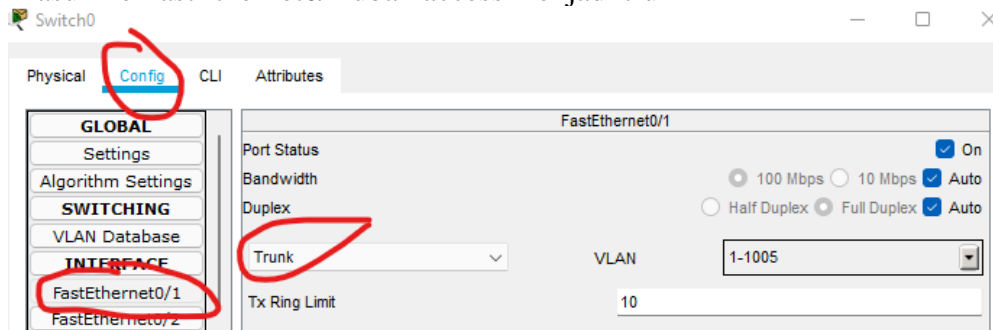 Switch0
Physical Config CLI Attributes
GLOBAL
Settings
Algorithm Settings
SWITCHING
VLAN Database
INTERFACE
FastEthernet0/1
FastEthernet0/2
FastEthernet0/1
Port Status On
Bandwidth 100 Mbps 10 Mbps Auto
Duplex Half Duplex Full Duplex Auto
Trunk VLAN 1-1005
Tx Ring Limit 10